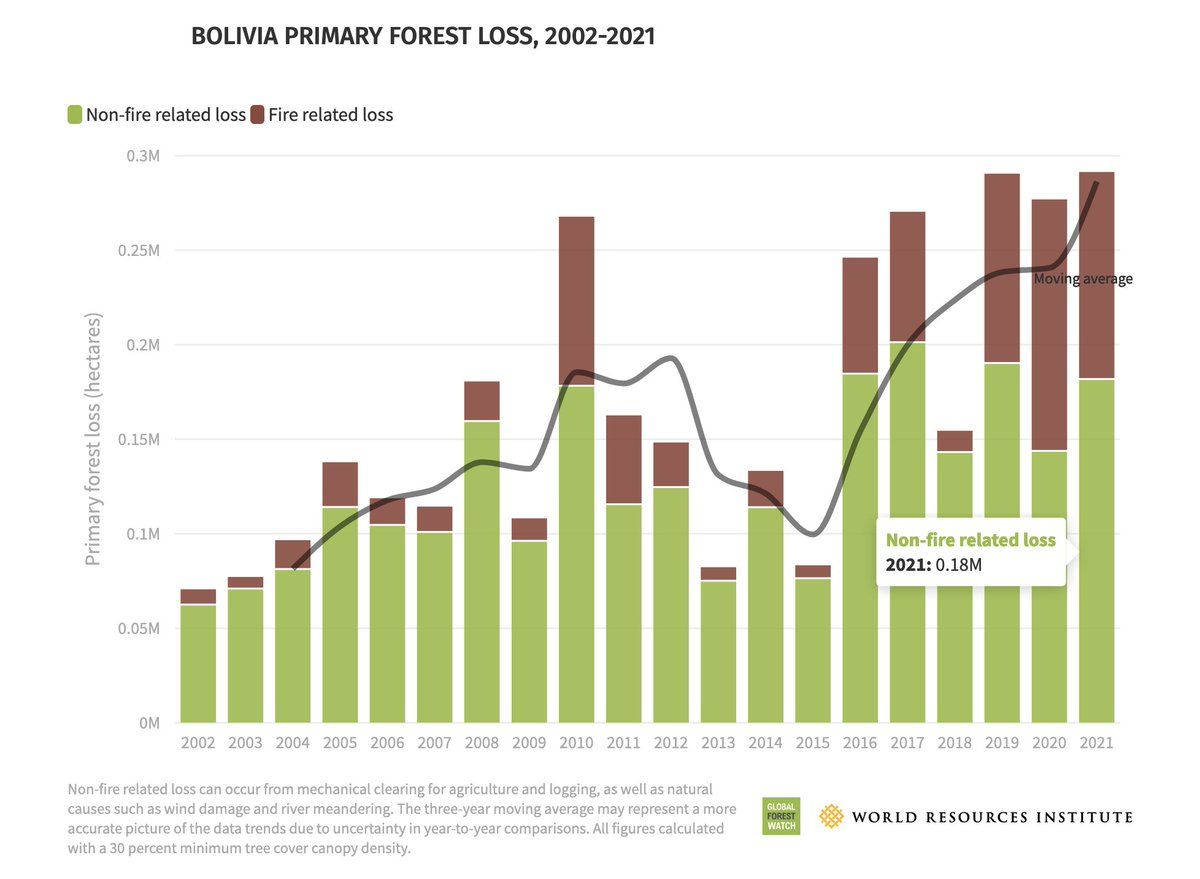 BOLIVIA PRIMARY FOREST LOSS, 2002-2021
Non-fire related loss Fire related loss
0.3M
0.25M
0.2M
0.15M
0.1M
0.05M
0M
Primary forest loss (hectares)
Moving average
Non-fire related loss
2021: 0.18M
2002 2003 2004 2005 2006 2007 2008 2009 2010 2011 2012 2013 2014 2015 2016 2017 2018 2019 2020 2021
Non-fire related loss can occur from mechanical clearing for agriculture and logging, as well as natural
causes such as wind damage and river meandering. The three-year moving average may represent a more
accurate picture of the data trends due to uncertainty in year-to-year comparisons. All figures calculated
with a 30 percent minimum tree cover canopy density.
GLOBAL
FOREST
WATCH
WORLD RESOURCES INSTITUTE